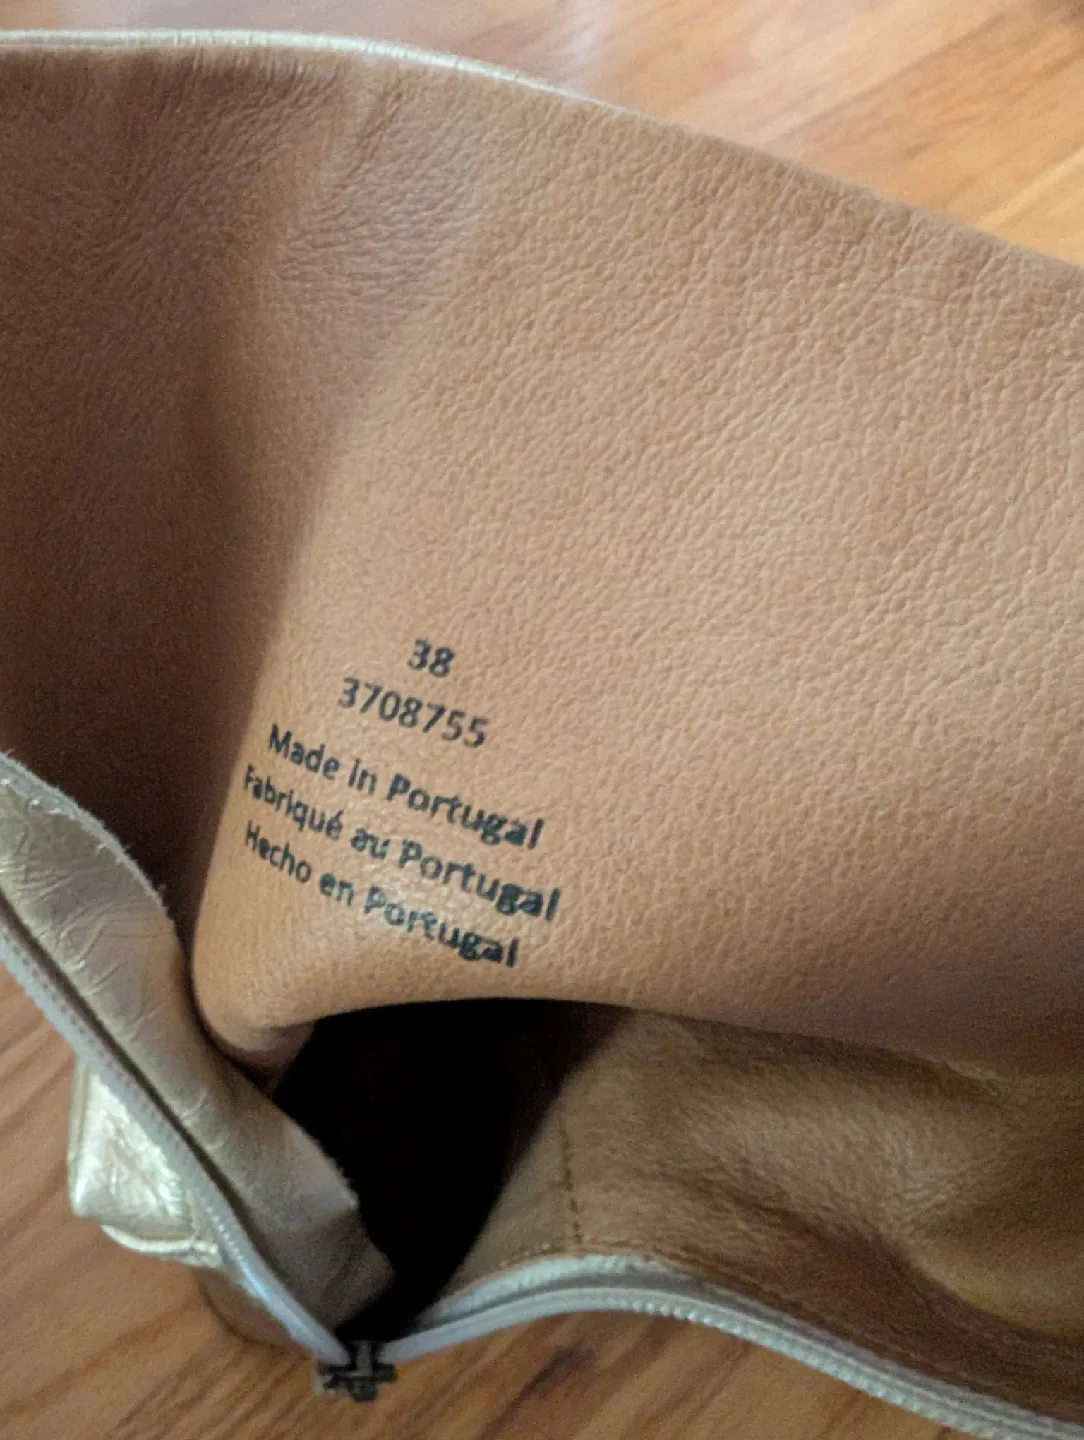 38
3708755
Made in Portugal
Fabriqué au Portugal
Hecho en Portugal